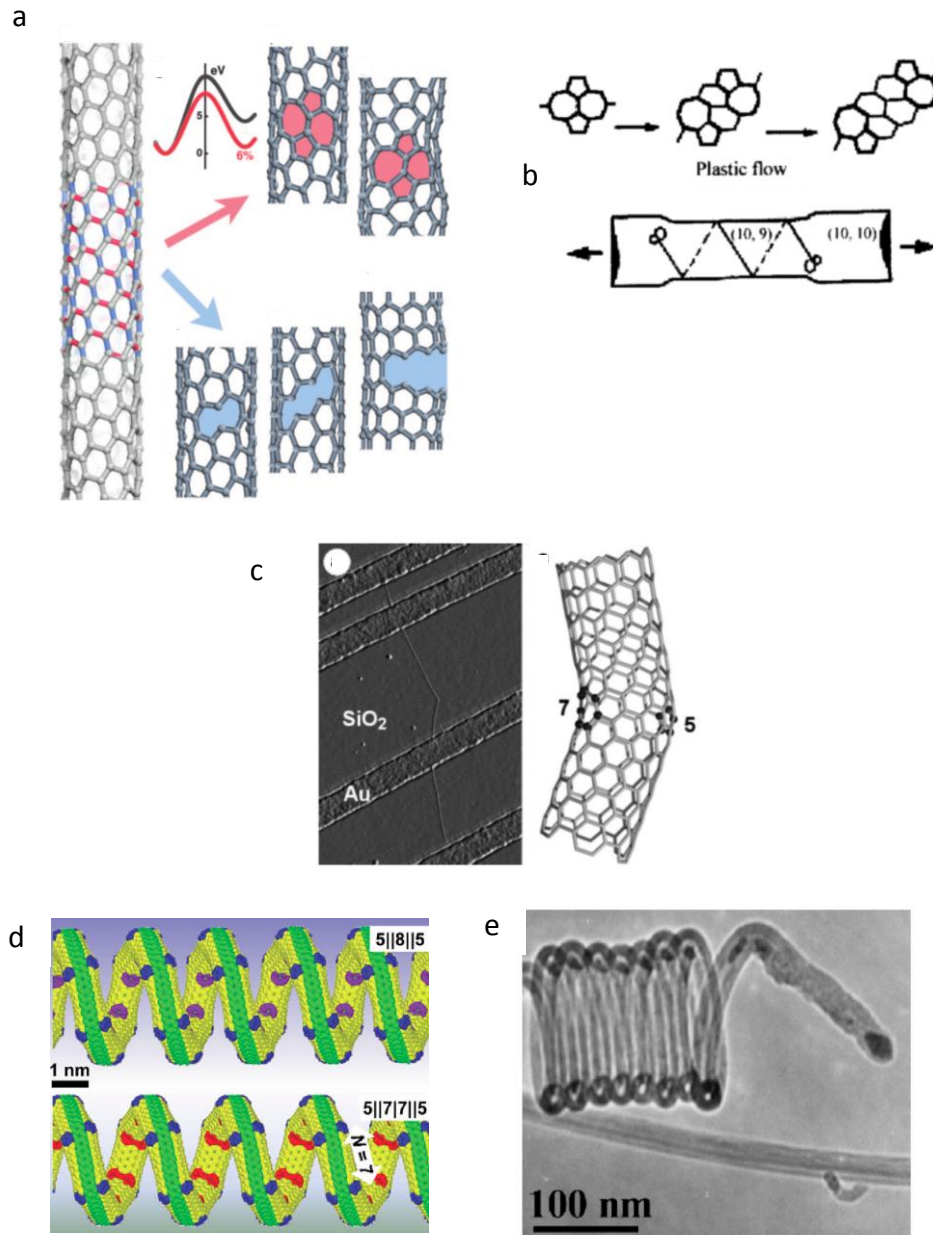 a
eV
5
0
6%
b
Plastic flow
(10, 9)
(10, 10)
c
SiO₂
Au
7
5
d
5||8||5
1 nm
5||7|7||5
N = 7
e
100 nm